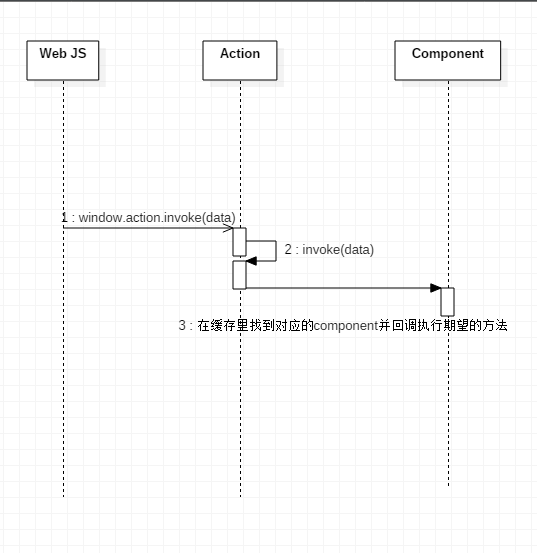 Web JS
Action
Component
1 : window.action.invoke(data)
2 : invoke(data)
3 : 在缓存里找到对应的component并回调执行期望的方法